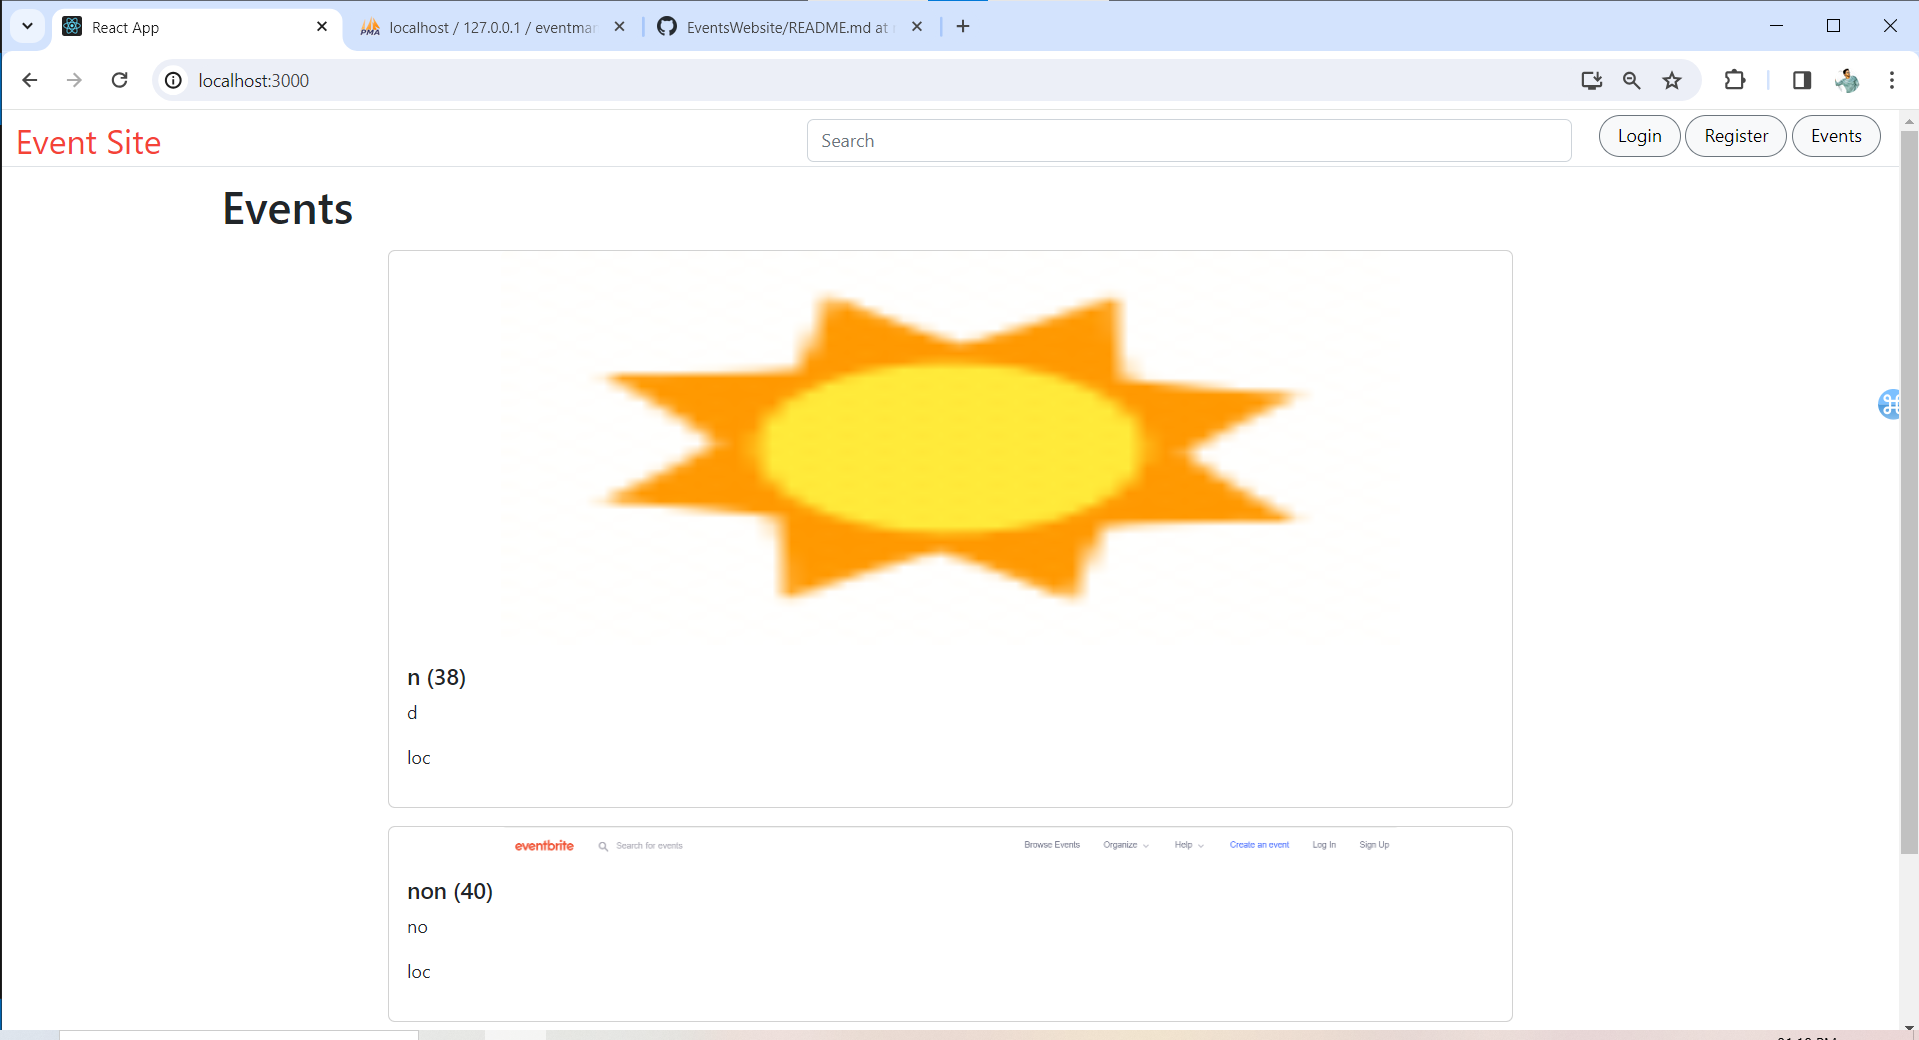 React App
localhost / 127.0.0.1 / eventmar
EventsWebsite/README.md at
localhost:3000
Event Site
Search
Login
Register
Events
Events
n (38)
d
loc
eventbrite
Search for events
Browse Events
Organize
Help
Create an event
Log In
Sign Up
non (40)
no
loc